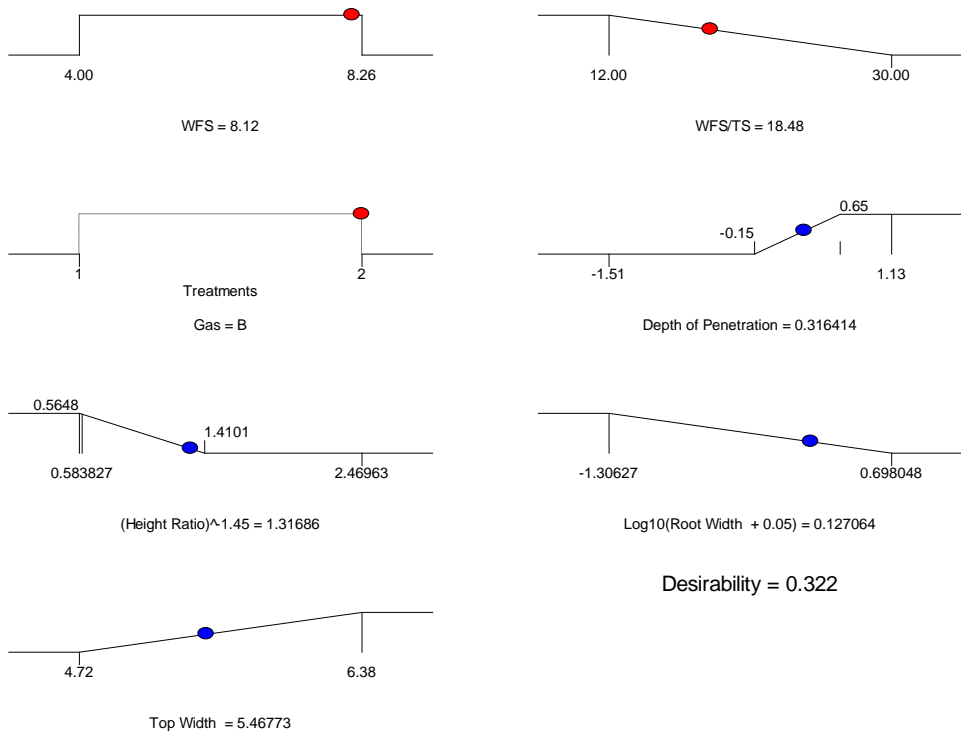 4.00 8.26
WFS = 8.12
12.00 30.00
WFS/TS = 18.48
1 2
Treatments
Gas = B
-0.15 0.65
-1.51 1.13
Depth of Penetration = 0.316414
0.5648 1.4101
0.583827 2.46963
(Height Ratio)^-1.45 = 1.31686
-1.30627 0.698048
Log10(Root Width + 0.05) = 0.127064
4.72 6.38
Top Width = 5.46773
Desirability = 0.322